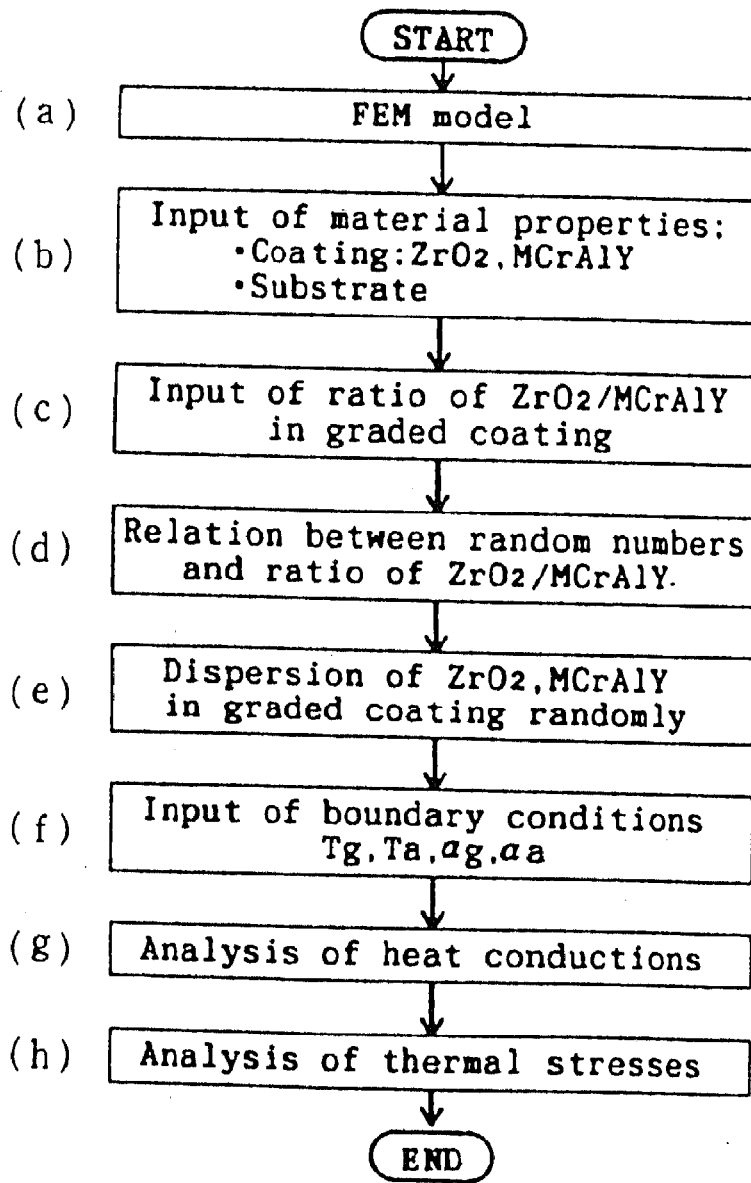 START
(a) FEM model
(b) Input of material properties:
・Coating:ZrO2,MCrAlY
・Substrate
(c) Input of ratio of ZrO2/MCrAlY
in graded coating
(d) Relation between random numbers
and ratio of ZrO2/MCrAlY.
(e) Dispersion of ZrO2,MCrAlY
in graded coating randomly
(f) Input of boundary conditions
Tg,Ta,αg,αa
(g) Analysis of heat conductions
(h) Analysis of thermal stresses
END